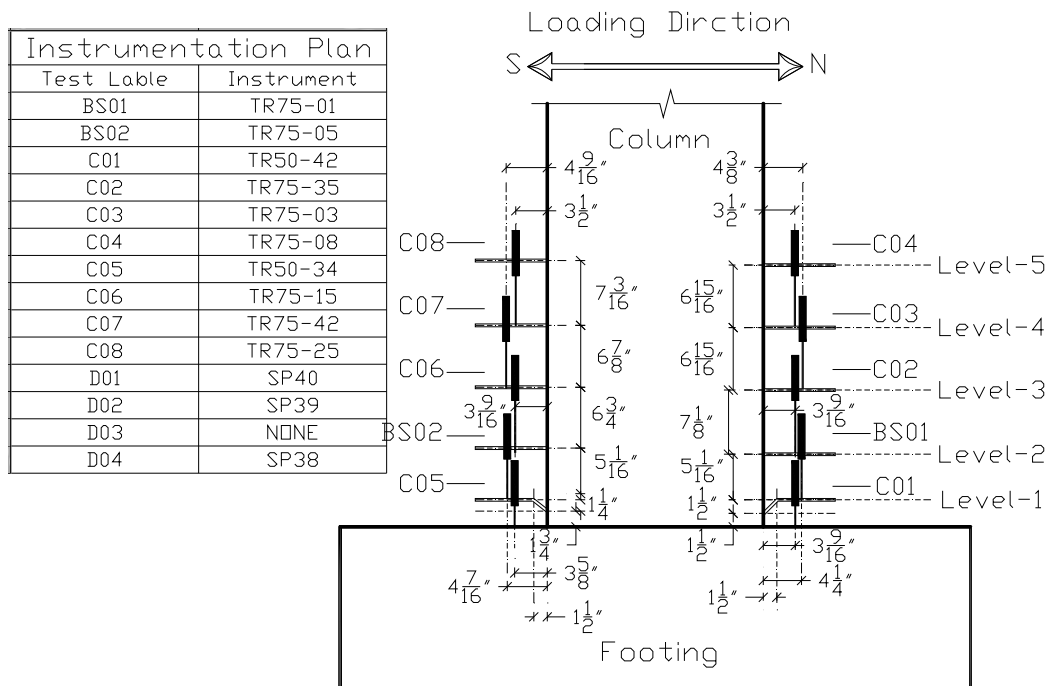 Loading Dirction
S N
Instrumentation Plan
Test Lable Instrument
BS01 TR75-01
BS02 TR75-05
C01 TR50-42
C02 TR75-35
C03 TR75-03
C04 TR75-08
C05 TR50-34
C06 TR75-15
C07 TR75-42
C08 TR75-25
D01 SP40
D02 SP39
D03 NONE
D04 SP38
Column
4 9/16" 4 3/8"
3 1/2" 3 1/2"
C08 C04
Level-5
7 3/16" 6 15/16"
C07 C03
Level-4
6 7/8" 6 15/16"
C06 C02
Level-3
3 9/16" 6 3/4" 7 1/8" 3 9/16"
BS02 BS01
Level-2
5 1/16" 5 1/16"
C05 C01
Level-1
1 1/4" 1 1/2"
1 3/4" 1 1/2" 3 9/16"
3 5/8"
4 7/16" 4 1/4"
1 1/2" 1 1/2"
Footing